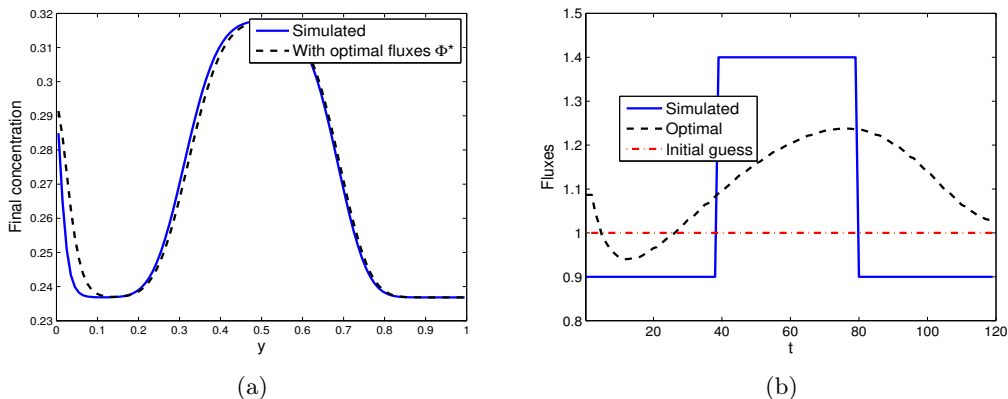 0.32
0.31
0.3
0.29
0.28
0.27
0.26
0.25
0.24
0.23
Final concentration
Simulated
With optimal fluxes Φ*
0 0.1 0.2 0.3 0.4 0.5 0.6 0.7 0.8 0.9 1
y
(a)
1.5
1.4
1.3
1.2
1.1
1
0.9
0.8
Fluxes
Simulated
Optimal
Initial guess
20 40 60 80 100 120
t
(b)